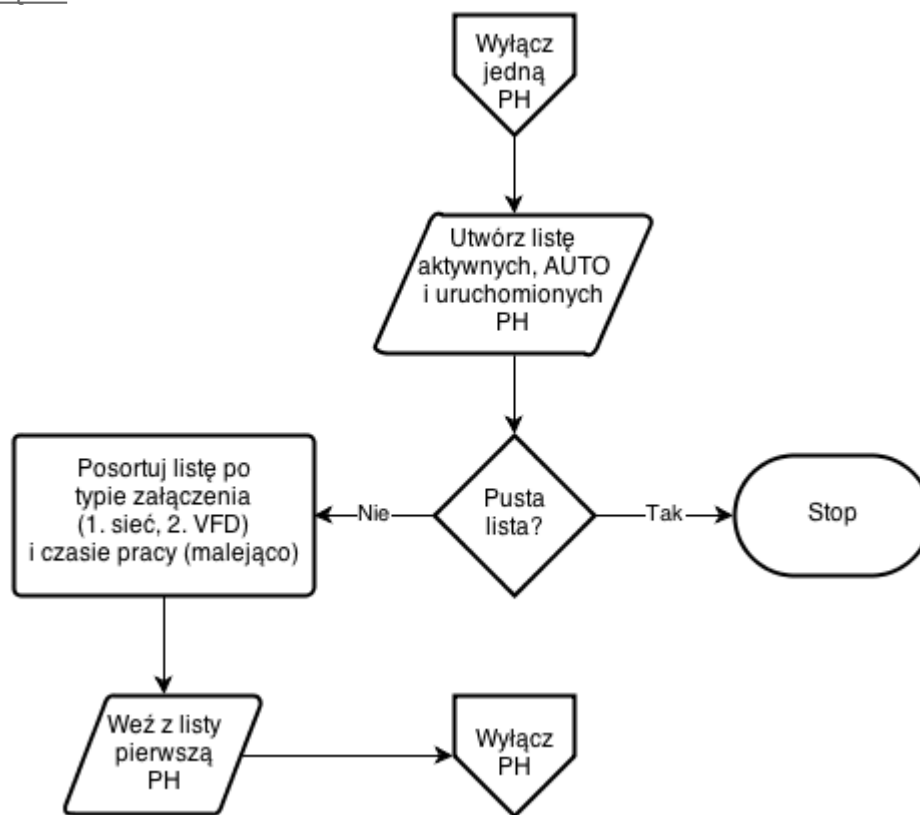 Wyłącz
jedną
PH
Utwórz listę
aktywnych, AUTO
i uruchomionych
PH
Posortuj listę po
typie załączenia
(1. sieć, 2. VFD)
i czasie pracy (malejąco)
Nie
Pusta
lista?
Tak
Stop
Weź z listy
pierwszą
PH
Wyłącz
PH